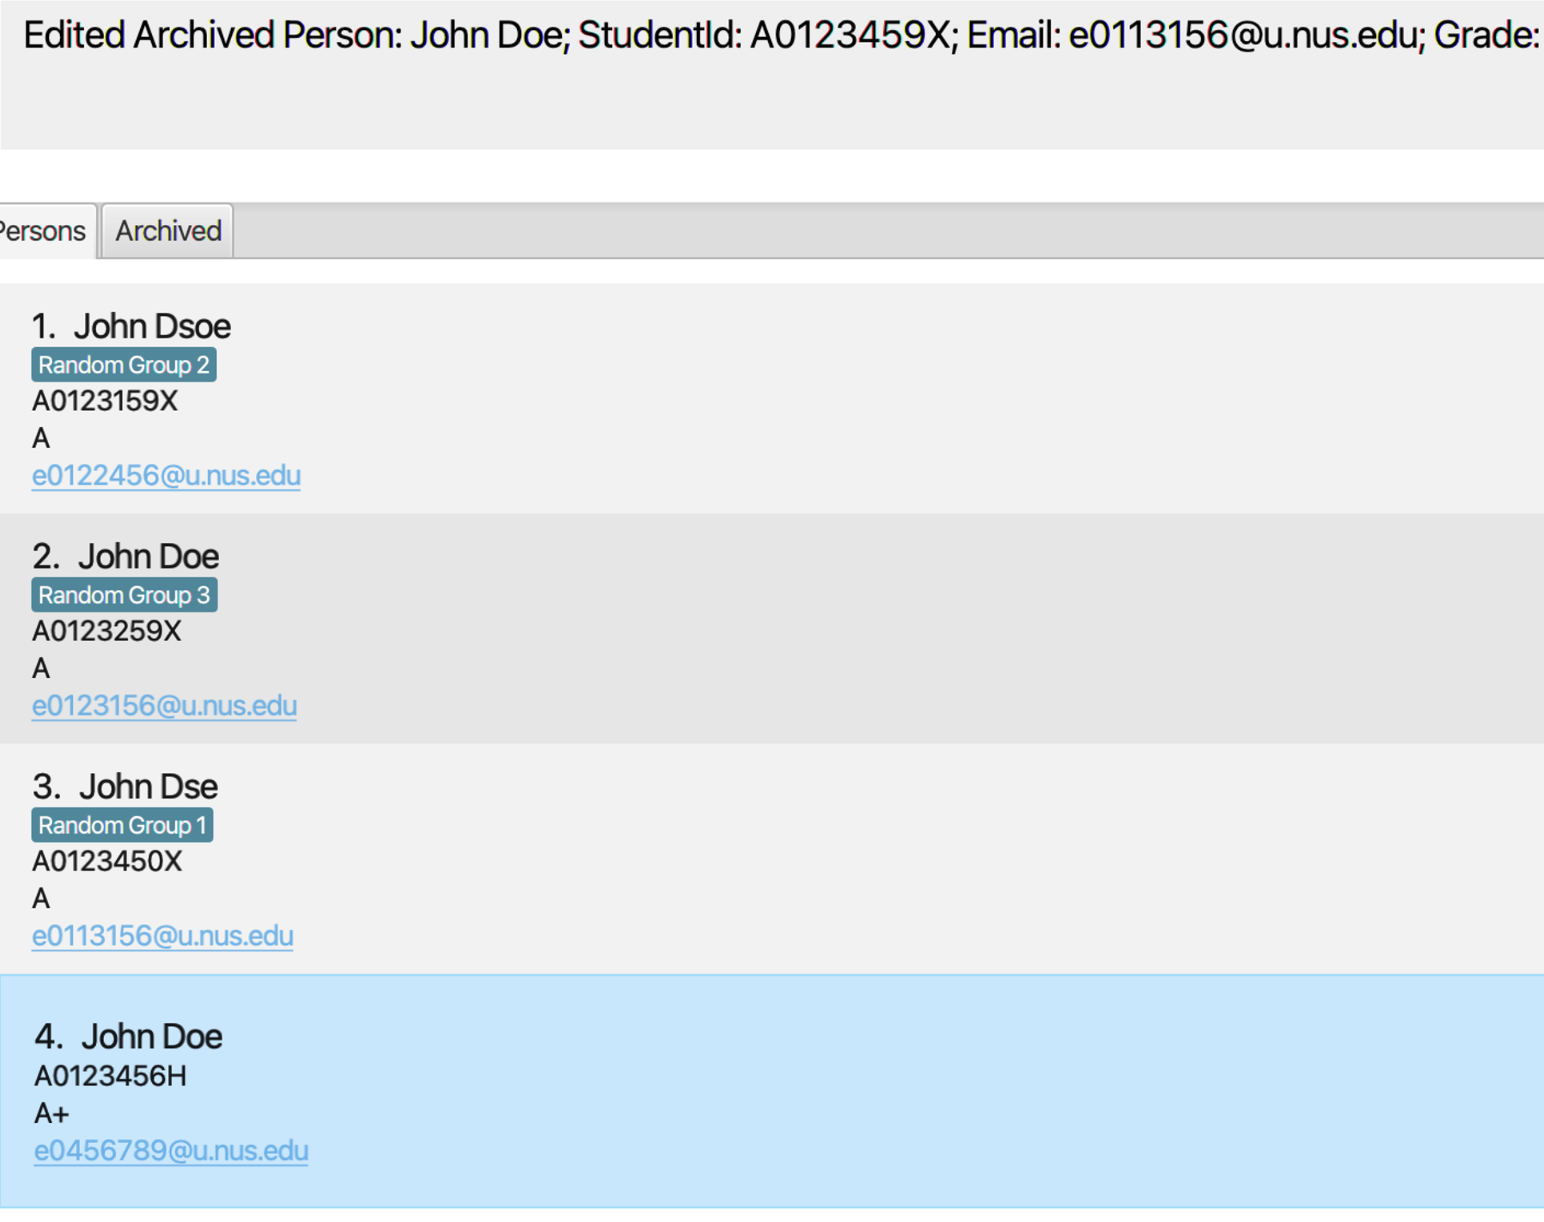 Edited Archived Person: John Doe; StudentId: A0123459X; Email: e0113156@u.nus.edu; Grade:
Persons Archived
1. John Dsoe
Random Group 2
A0123159X
A
e0122456@u.nus.edu
2. John Doe
Random Group 3
A0123259X
A
e0123156@u.nus.edu
3. John Dse
Random Group 1
A0123450X
A
e0113156@u.nus.edu
4. John Doe
A0123456H
A+
e0456789@u.nus.edu